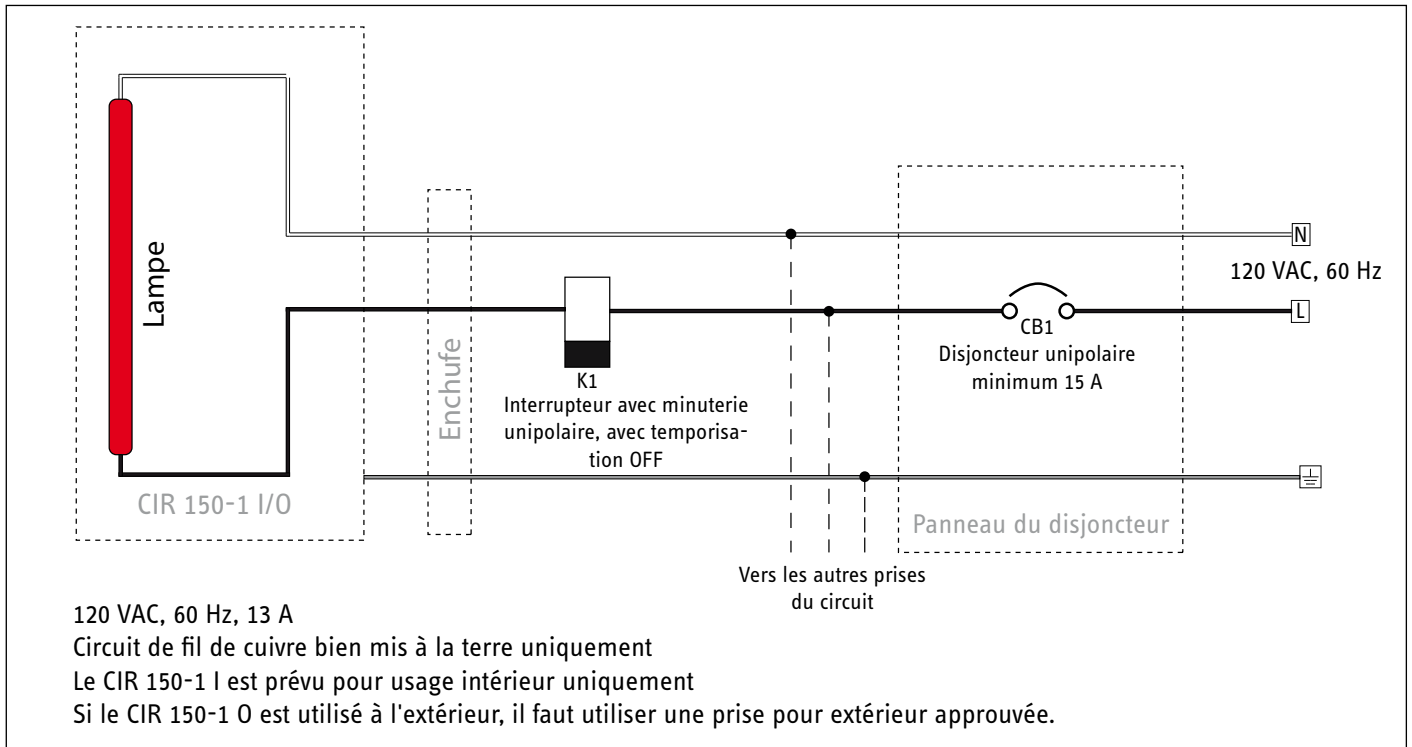 N
120 VAC, 60 Hz
L
Lampe
CB1
Disjoncteur unipolaire
minimum 15 A
Enchufe
K1
Interrupteur avec minuterie
unipolaire, avec temporisa-
tion OFF
CIR 150-1 I/O
Panneau du disjoncteur
Vers les autres prises
du circuit
120 VAC, 60 Hz, 13 A
Circuit de fil de cuivre bien mis à la terre uniquement
Le CIR 150-1 I est prévu pour usage intérieur uniquement
Si le CIR 150-1 O est utilisé à l'extérieur, il faut utiliser une prise pour extérieur approuvée.